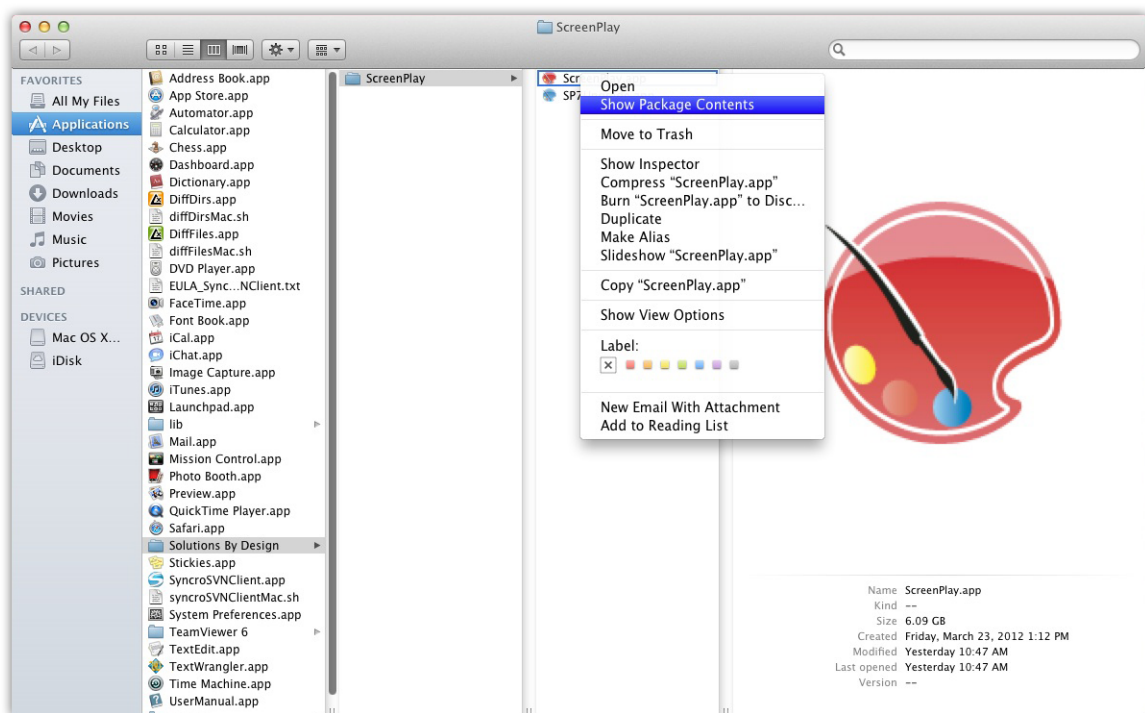 ScreenPlay
FAVORITES
All My Files
Applications
Desktop
Documents
Downloads
Movies
Music
Pictures
SHARED
DEVICES
Mac OS X...
iDisk
Address Book.app
App Store.app
Automator.app
Calculator.app
Chess.app
Dashboard.app
Dictionary.app
DiffDirs.app
diffDirsMac.sh
DiffFiles.app
diffFilesMac.sh
DVD Player.app
EULA_Sync...NClient.txt
FaceTime.app
Font Book.app
iCal.app
iChat.app
Image Capture.app
iTunes.app
Launchpad.app
lib
Mail.app
Mission Control.app
Photo Booth.app
Preview.app
QuickTime Player.app
Safari.app
Solutions By Design
Stickies.app
SyncroSVNClient.app
syncroSVNClientMac.sh
System Preferences.app
TeamViewer 6
TextEdit.app
TextWrangler.app
Time Machine.app
UserManual.app
ScreenPlay
Open
Show Package Contents
Move to Trash
Show Inspector
Compress “ScreenPlay.app”
Burn “ScreenPlay.app” to Disc...
Duplicate
Make Alias
Slideshow “ScreenPlay.app”
Copy “ScreenPlay.app”
Show View Options
Label:
New Email With Attachment
Add to Reading List
Name ScreenPlay.app
Kind --
Size 6.09 GB
Created Friday, March 23, 2012 1:12 PM
Modified Yesterday 10:47 AM
Last opened Yesterday 10:47 AM
Version --